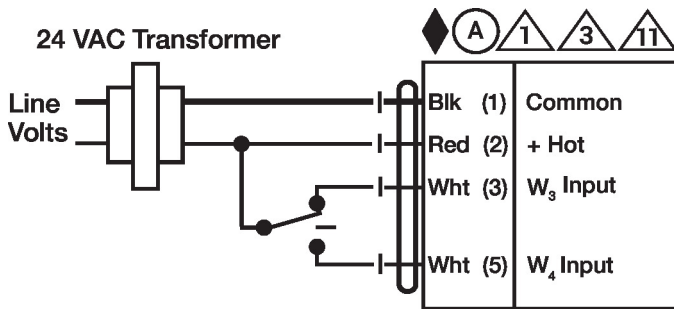 24 VAC Transformer
A 1 3 11
Line
Volts
Blk (1) Common
Red (2) + Hot
Wht (3) W3 Input
Wht (5) W4 Input